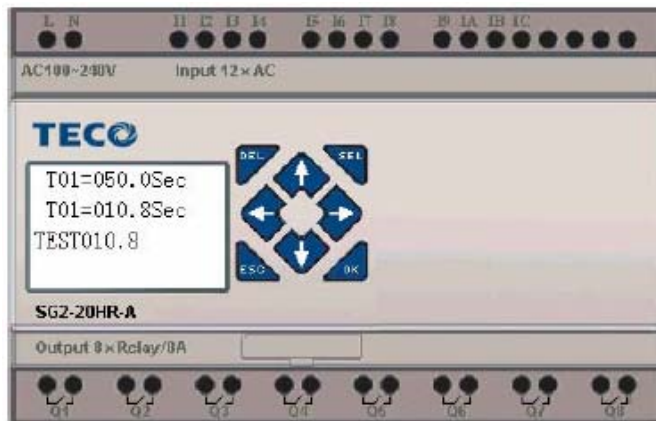 L N I1 I2 I3 I4 I5 I6 I7 I8 I9 IA IB IC
AC100~240V Input 12×AC
TECO
DEL SEL
T01=050.0Sec
T01=010.8Sec
TEST010.8
ESC OK
SG2-20HR-A
Output 8×Relay/8A
Q1 Q2 Q3 Q4 Q5 Q6 Q7 Q8